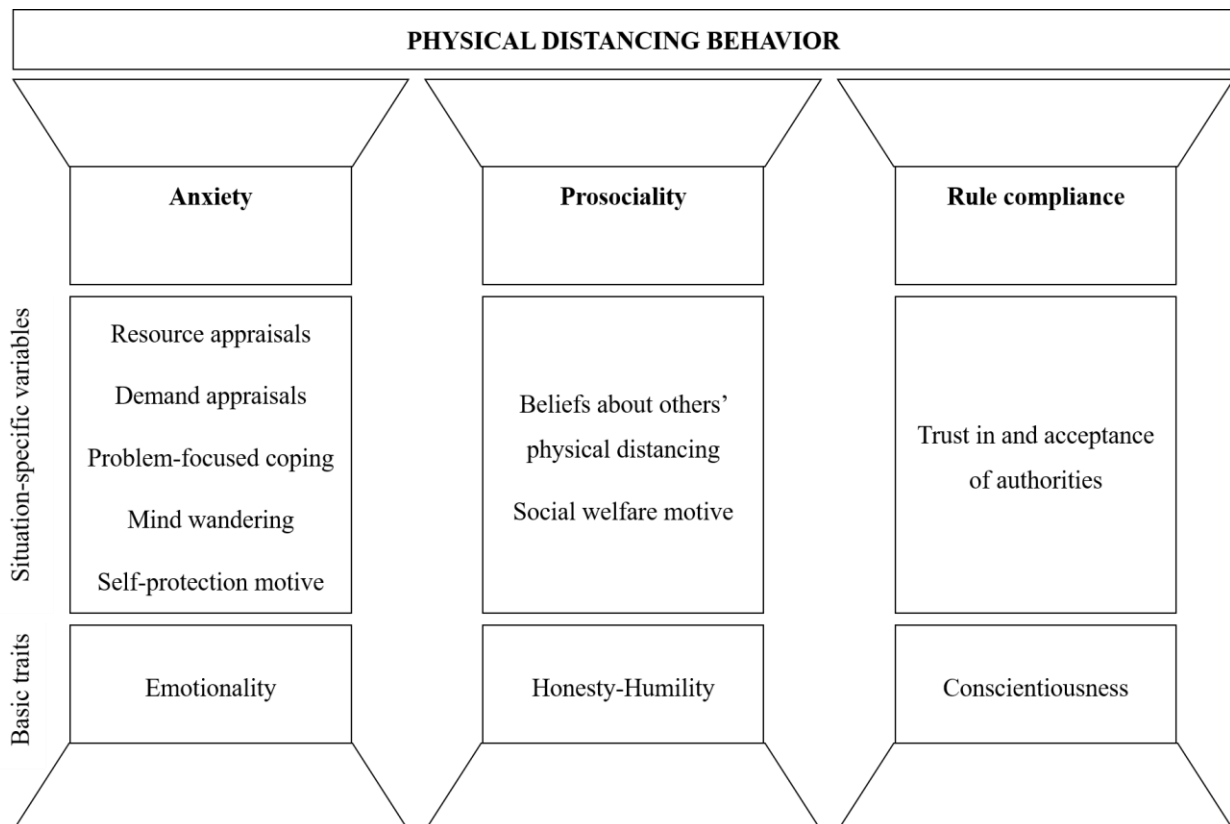 PHYSICAL DISTANCING BEHAVIOR
Anxiety
Prosociality
Rule compliance
Situation-specific variables
Resource appraisals
Demand appraisals
Problem-focused coping
Mind wandering
Self-protection motive
Beliefs about others’
physical distancing
Social welfare motive
Trust in and acceptance
of authorities
Basic traits
Emotionality
Honesty-Humility
Conscientiousness